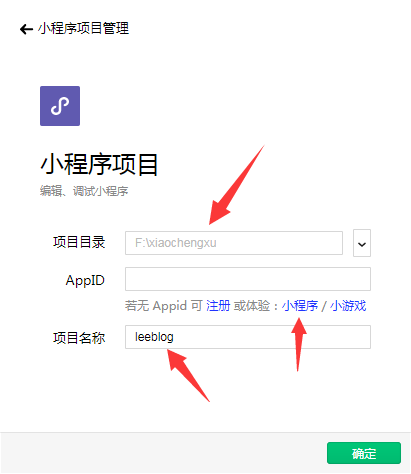 小程序项目管理
小程序项目
编辑、调试小程序
项目目录 F:\xiaochengxu
AppID
若无 Appid 可 注册 或体验：小程序 / 小游戏
项目名称 leeblog
确定